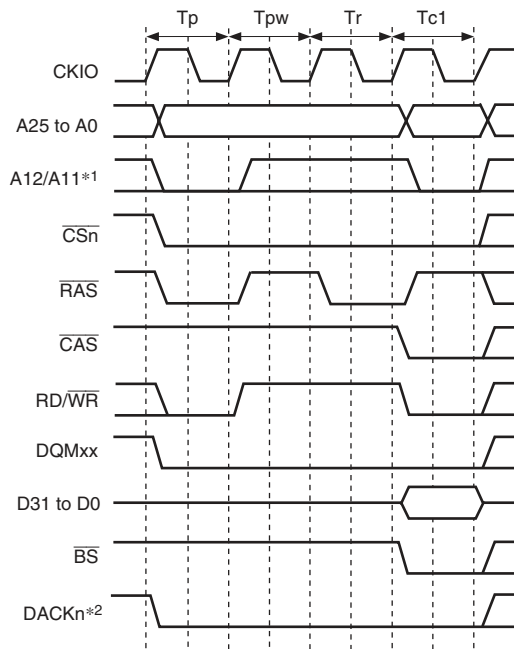 Tp Tpw Tr Tc1
CKIO
A25 to A0
A12/A11*1
CSn
RAS
CAS
RD/WR
DQMxx
D31 to D0
BS
DACKn*2